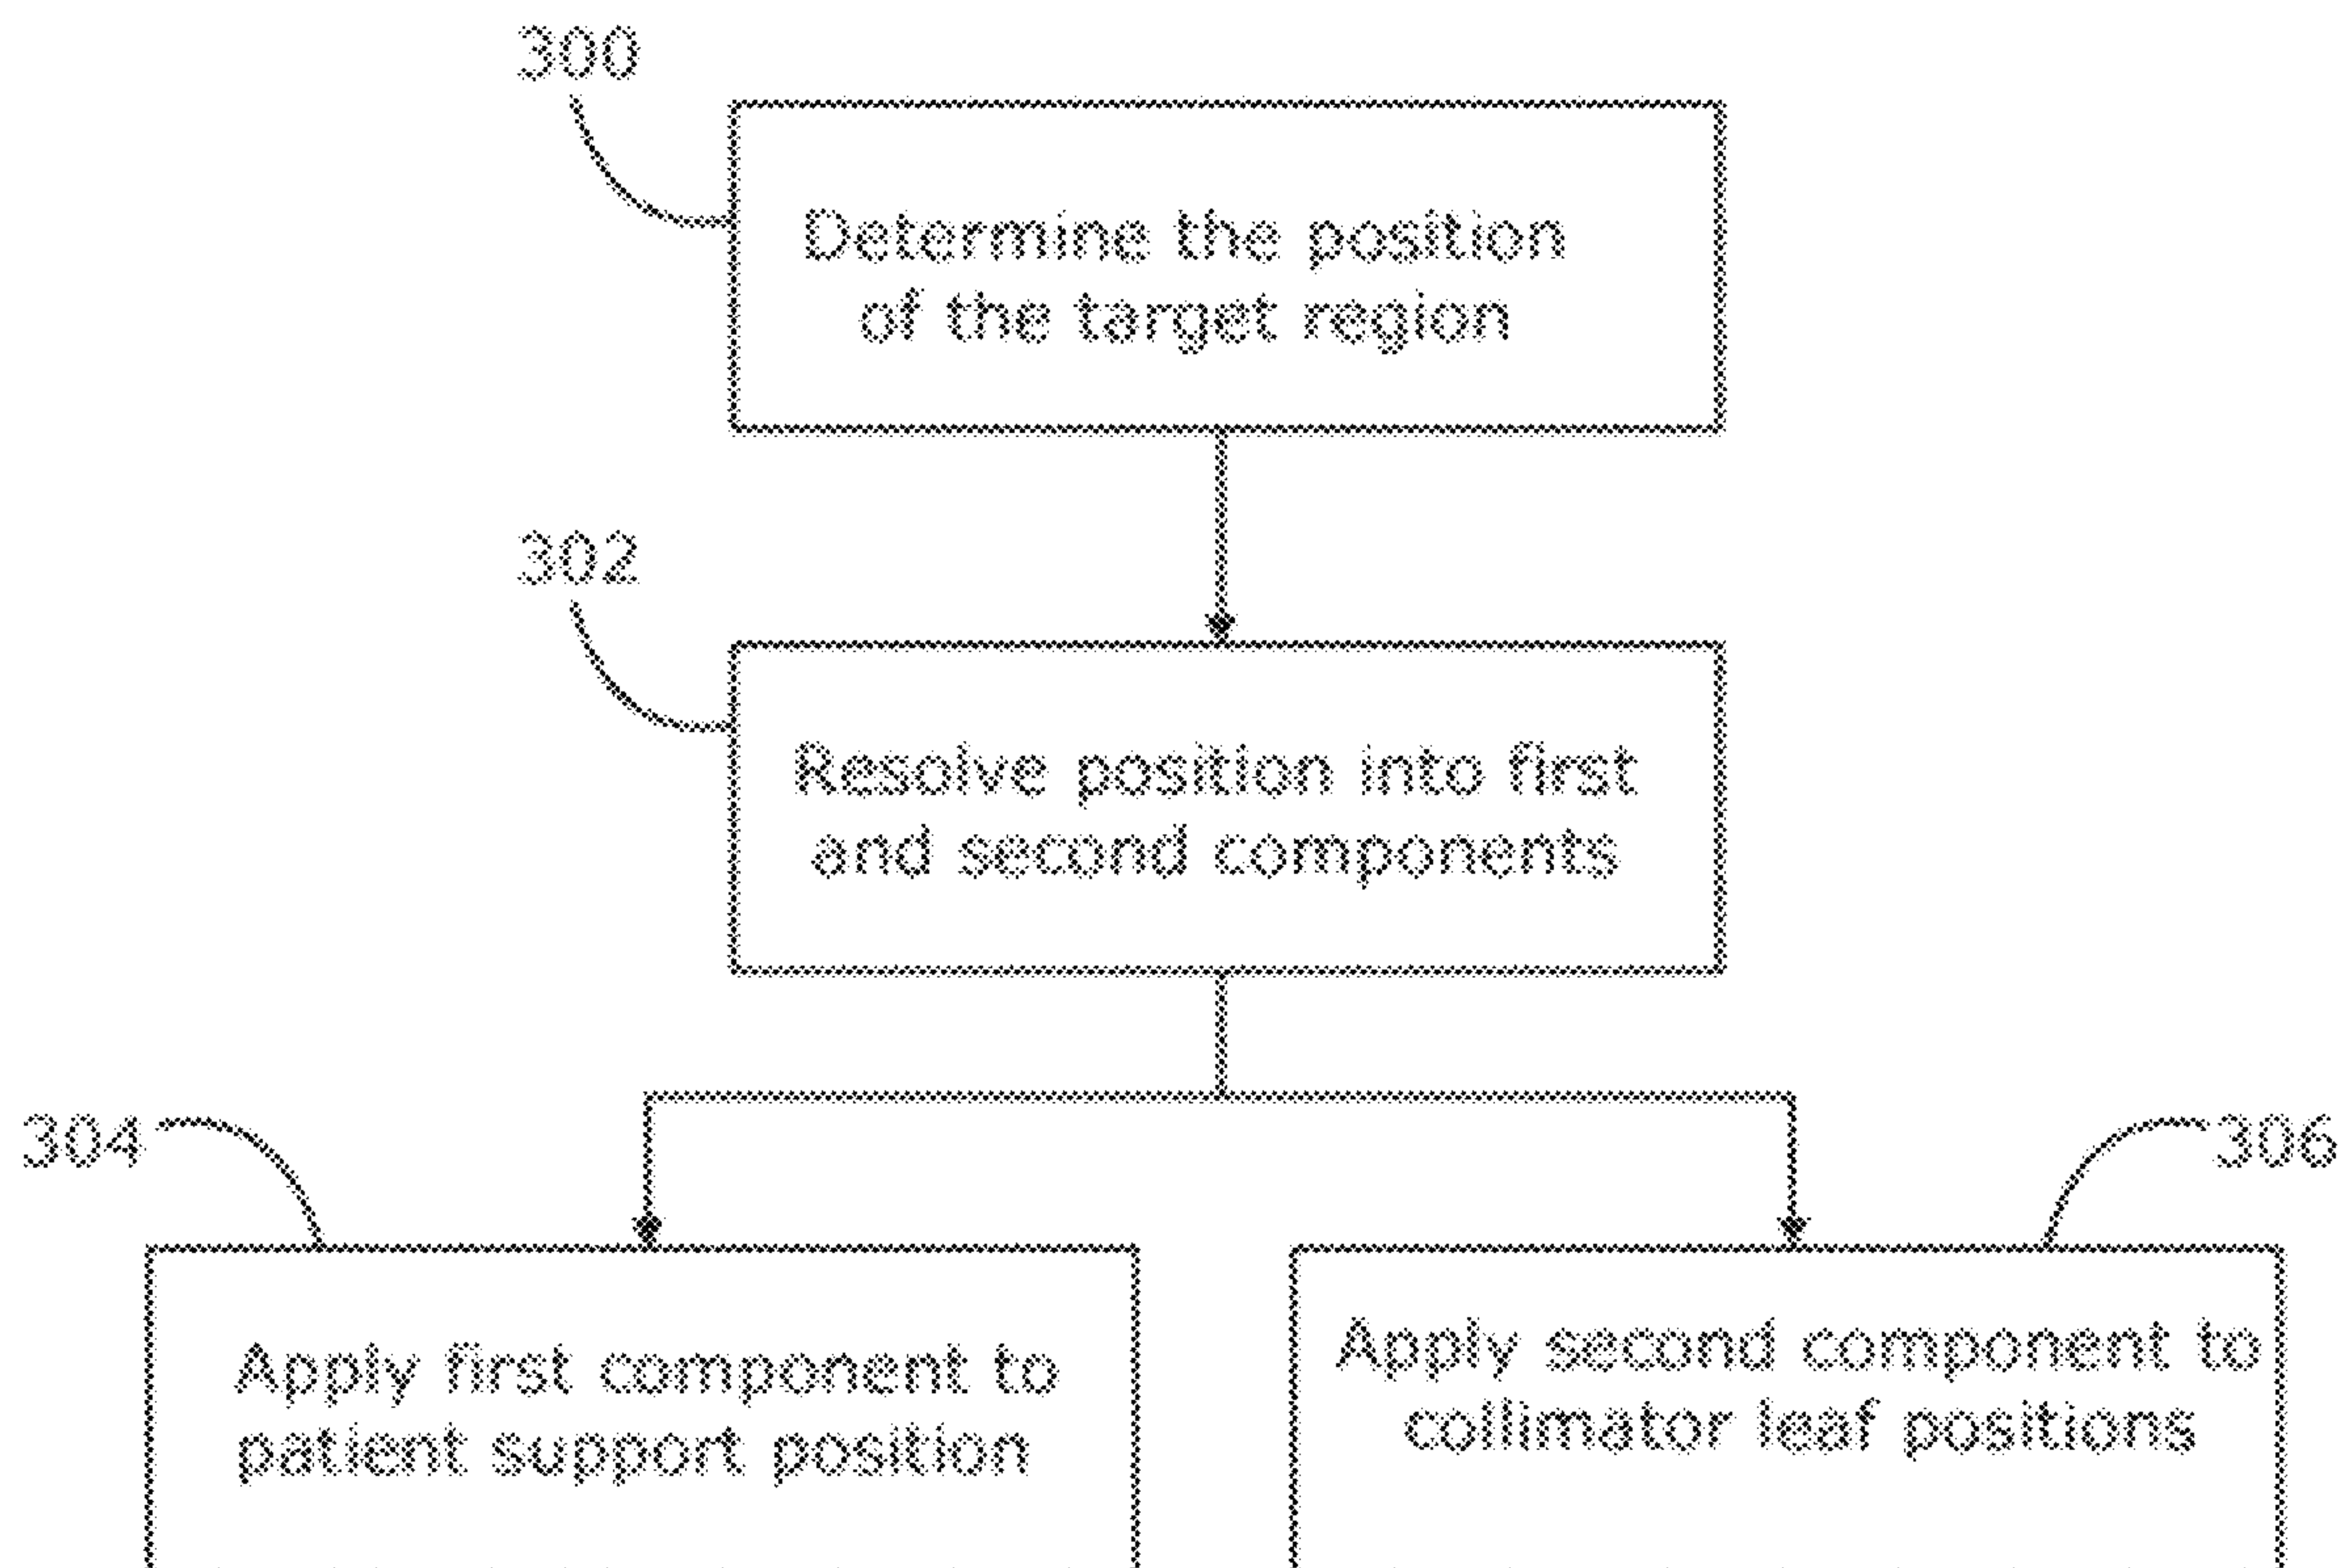 300
Determine the position
of the target region
302
Resolve position into first
and second components
304
306
Apply first component to
patient support position
Apply second component to
collimator leaf positions